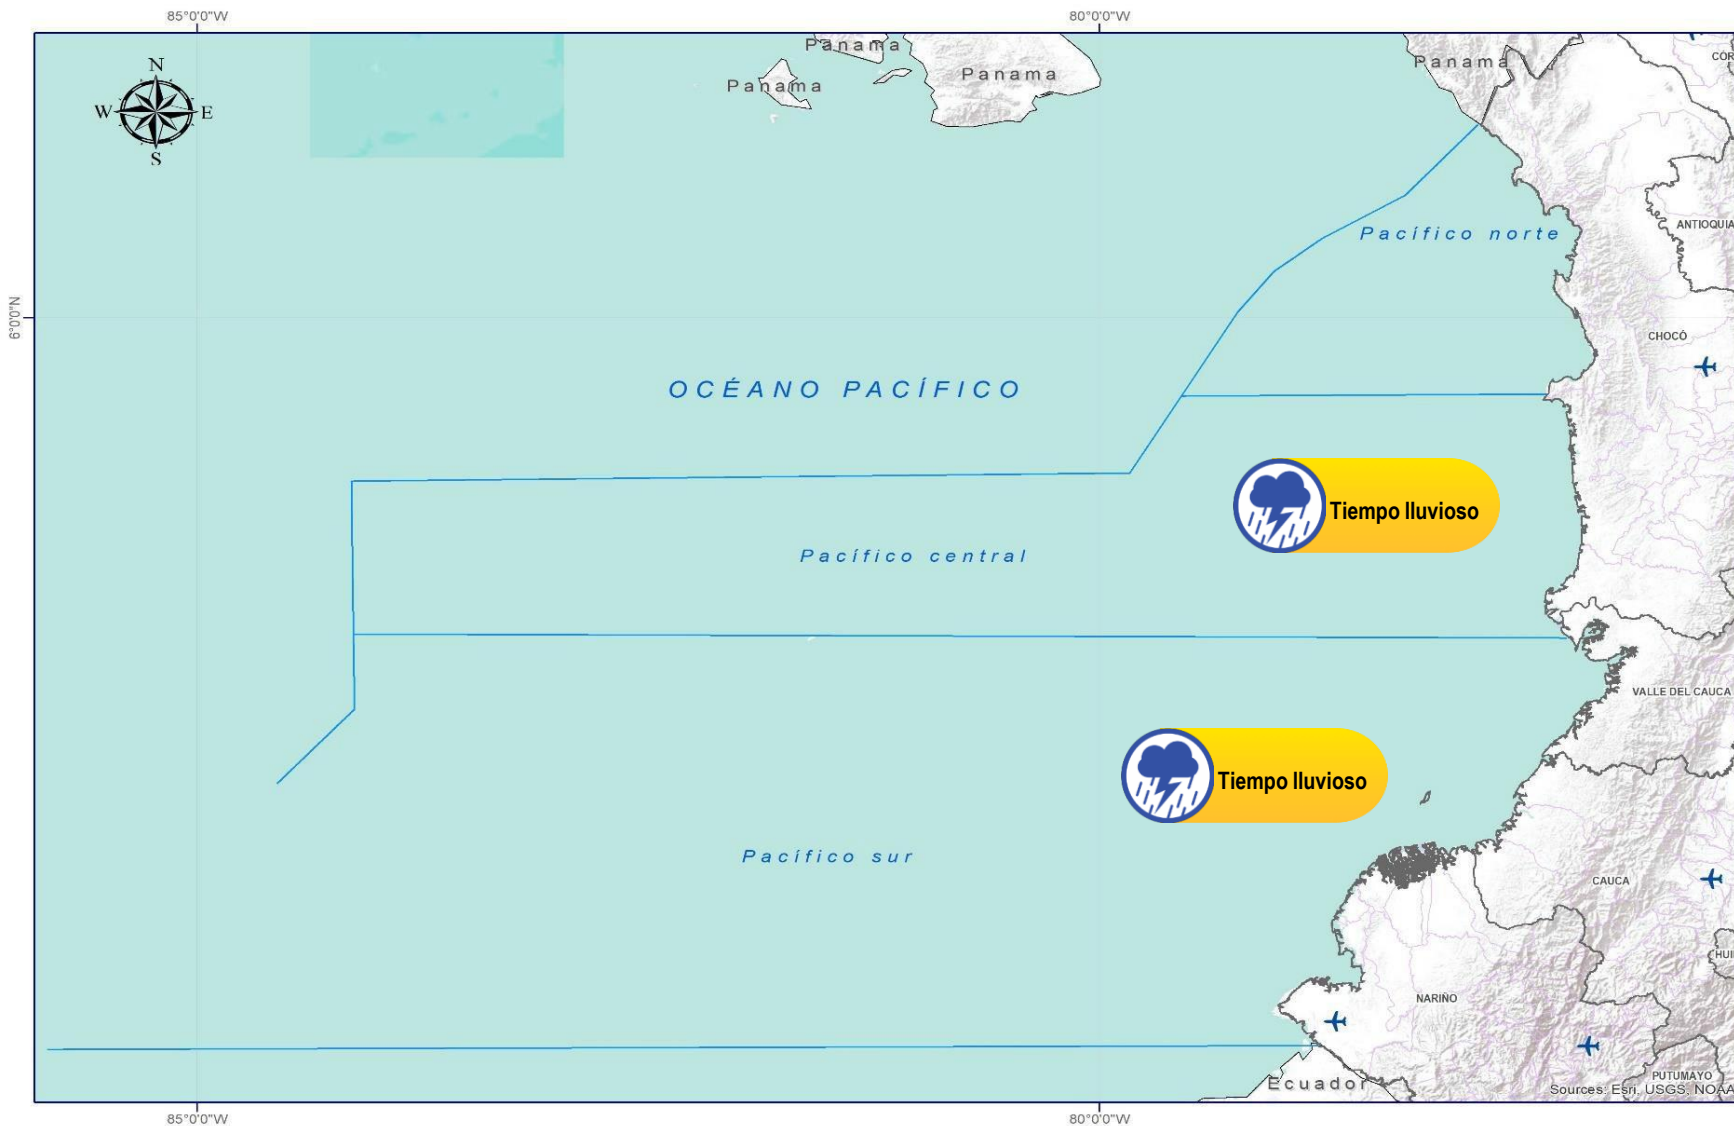 85°0'0"W
80°0'0"W
Panama
Panama
Panama
Panama
N
W
E
S
ANTIOQUIA
Pacífico norte
6°0'0"N
CHOCÓ
OCÉANO PACÍFICO
Tiempo lluvioso
Pacífico central
VALLE DEL CAUCA
Tiempo lluvioso
Pacífico sur
CAUCA
HUI
NARIÑO
PUTUMAYO
Ecuador
Sources: Esri, USGS, NOAA
85°0'0"W
80°0'0"W